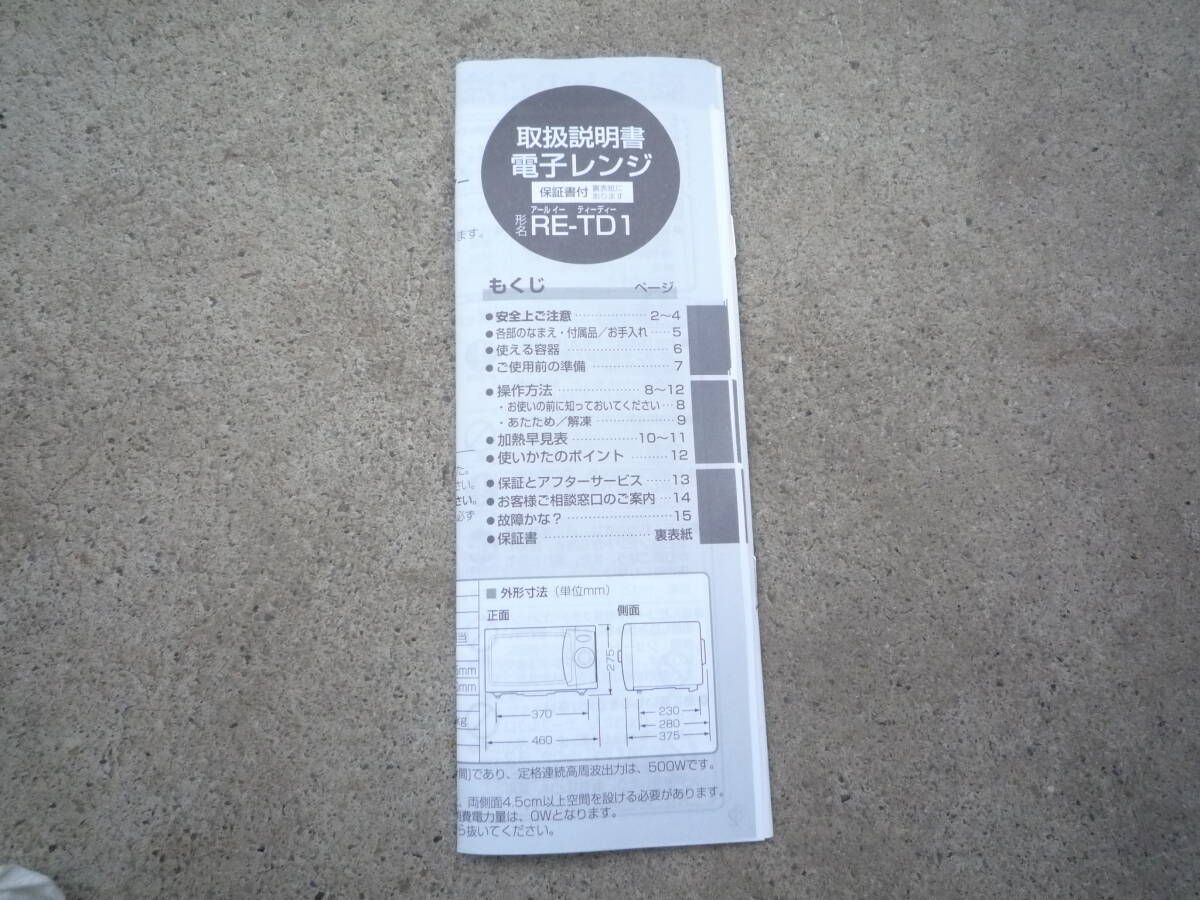 取扱説明書
電子レンジ
保証書付 裏表紙に あります
アールイー ティーディー
形名 RE-TD1
ます。
もくじ ページ
●安全上ご注意 2～4
●各部のなまえ・付属品／お手入れ 5
●使える容器 6
●ご使用前の準備 7
●操作方法 8～12
・お使いの前に知っておいてください 8
・あたため／解凍 9
●加熱早見表 10～11
●使いかたのポイント 12
●保証とアフターサービス 13
●お客様ご相談窓口のご案内 14
●故障かな？ 15
●保証書 裏表紙
た。
さい。
さい。
必ず
■ 外形寸法（単位mm）
正面 側面
275
370
460
230
280
375
当
mm
mm
kg
間)であり、定格連続高周波出力は、500Wです。
、両側面4.5cm以上空間を設ける必要があります。
費電力量は、0Wとなります。
ら抜いてください。